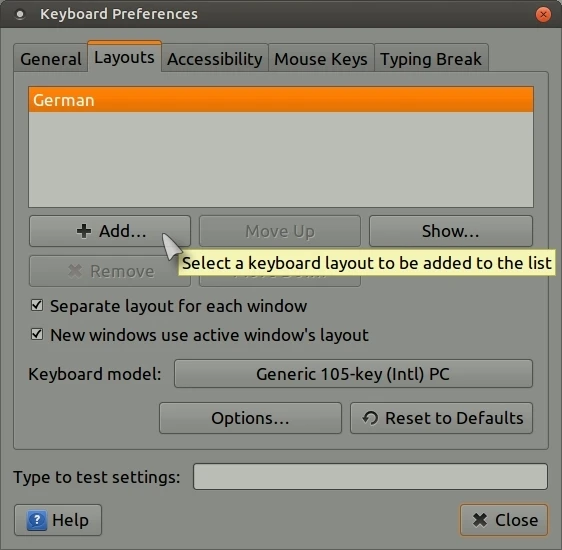 Keyboard Preferences
General Layouts Accessibility Mouse Keys Typing Break
German
Add... Move Up Show...
Select a keyboard layout to be added to the list
Remove
Separate layout for each window
New windows use active window's layout
Keyboard model: Generic 105-key (Intl) PC
Options... Reset to Defaults
Type to test settings:
Help Close